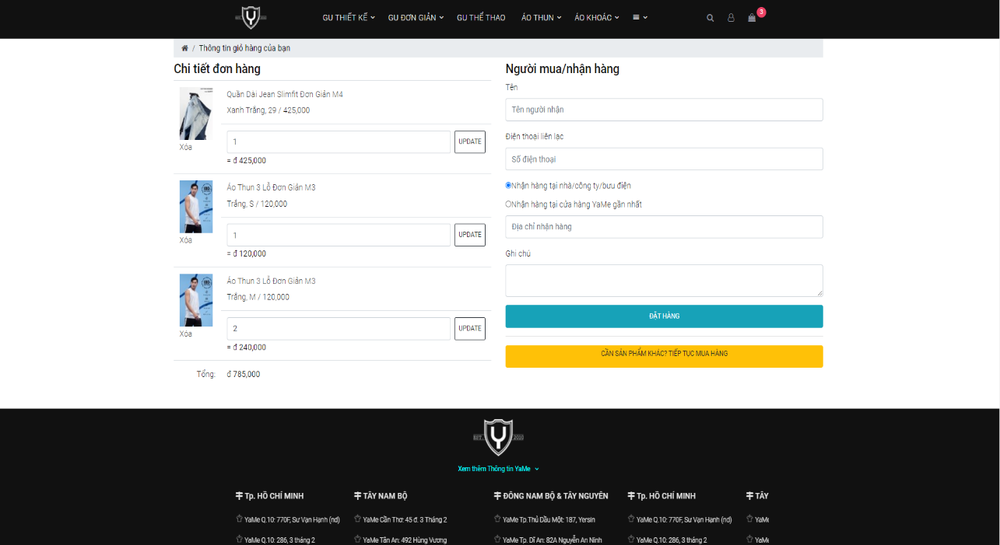 GU THIẾT KẾ GU ĐƠN GIẢN GU THỂ THAO ÁO THUN ÁO KHOÁC 3
/ Thông tin giỏ hàng của bạn
Chi tiết đơn hàng
Quần Dài Jean Slimfit Đơn Giản M4
Xanh Trắng, 29 / 425,000
Xóa
1 UPDATE
= đ 425,000
Áo Thun 3 Lỗ Đơn Giản M3
Trắng, S / 120,000
Xóa
1 UPDATE
= đ 120,000
Áo Thun 3 Lỗ Đơn Giản M3
Trắng, M / 120,000
Xóa
2 UPDATE
= đ 240,000
Tổng: đ 785,000
Người mua/nhận hàng
Tên
Tên người nhận
Điện thoại liên lạc
Số điện thoại
Nhận hàng tại nhà/công ty/bưu điện
Nhận hàng tại cửa hàng YaMe gần nhất
Địa chỉ nhận hàng
Ghi chú
ĐẶT HÀNG
CẦN SẢN PHẨM KHÁC? TIẾP TỤC MUA HÀNG
EST. Y 2010
Xem thêm Thông tin YaMe
Tp. HỒ CHÍ MINH TÂY NAM BỘ ĐÔNG NAM BỘ & TÂY NGUYÊN Tp. HỒ CHÍ MINH TÂY
YaMe Q.10: 770F, Sư Vạn Hạnh (nd) YaMe Cần Thơ: 45 đ. 3 Tháng 2 YaMe Tp.Thủ Dầu Một: 187, Yersin YaMe Q.10: 770F, Sư Vạn Hạnh (nd) YaMe
YaMe Q.10: 286, 3 tháng 2 YaMe Tân An: 492 Hùng Vương YaMe Tp. Dĩ An: 82A Nguyễn An Ninh YaMe Q.10: 286, 3 tháng 2 YaMe